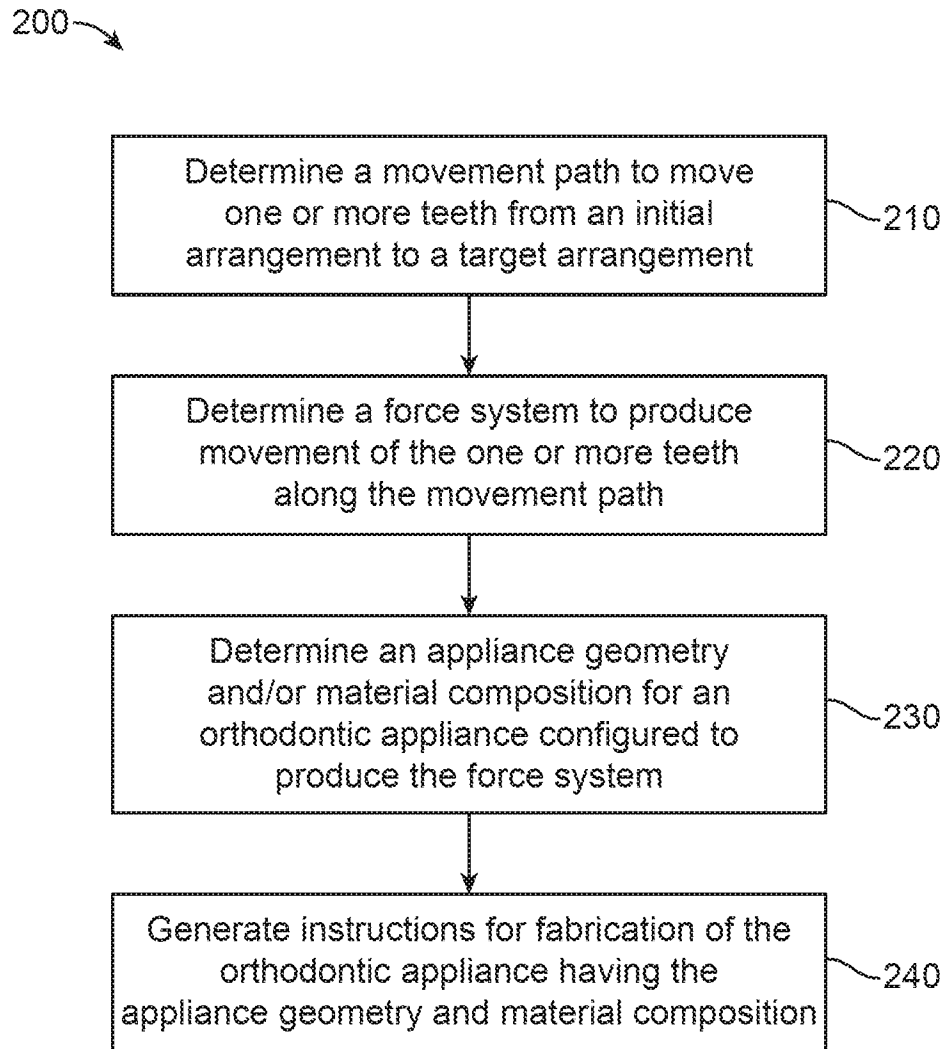 200
Determine a movement path to move
one or more teeth from an initial
arrangement to a target arrangement
210
Determine a force system to produce
movement of the one or more teeth
along the movement path
220
Determine an appliance geometry
and/or material composition for an
orthodontic appliance configured to
produce the force system
230
Generate instructions for fabrication of the
orthodontic appliance having the
appliance geometry and material composition
240